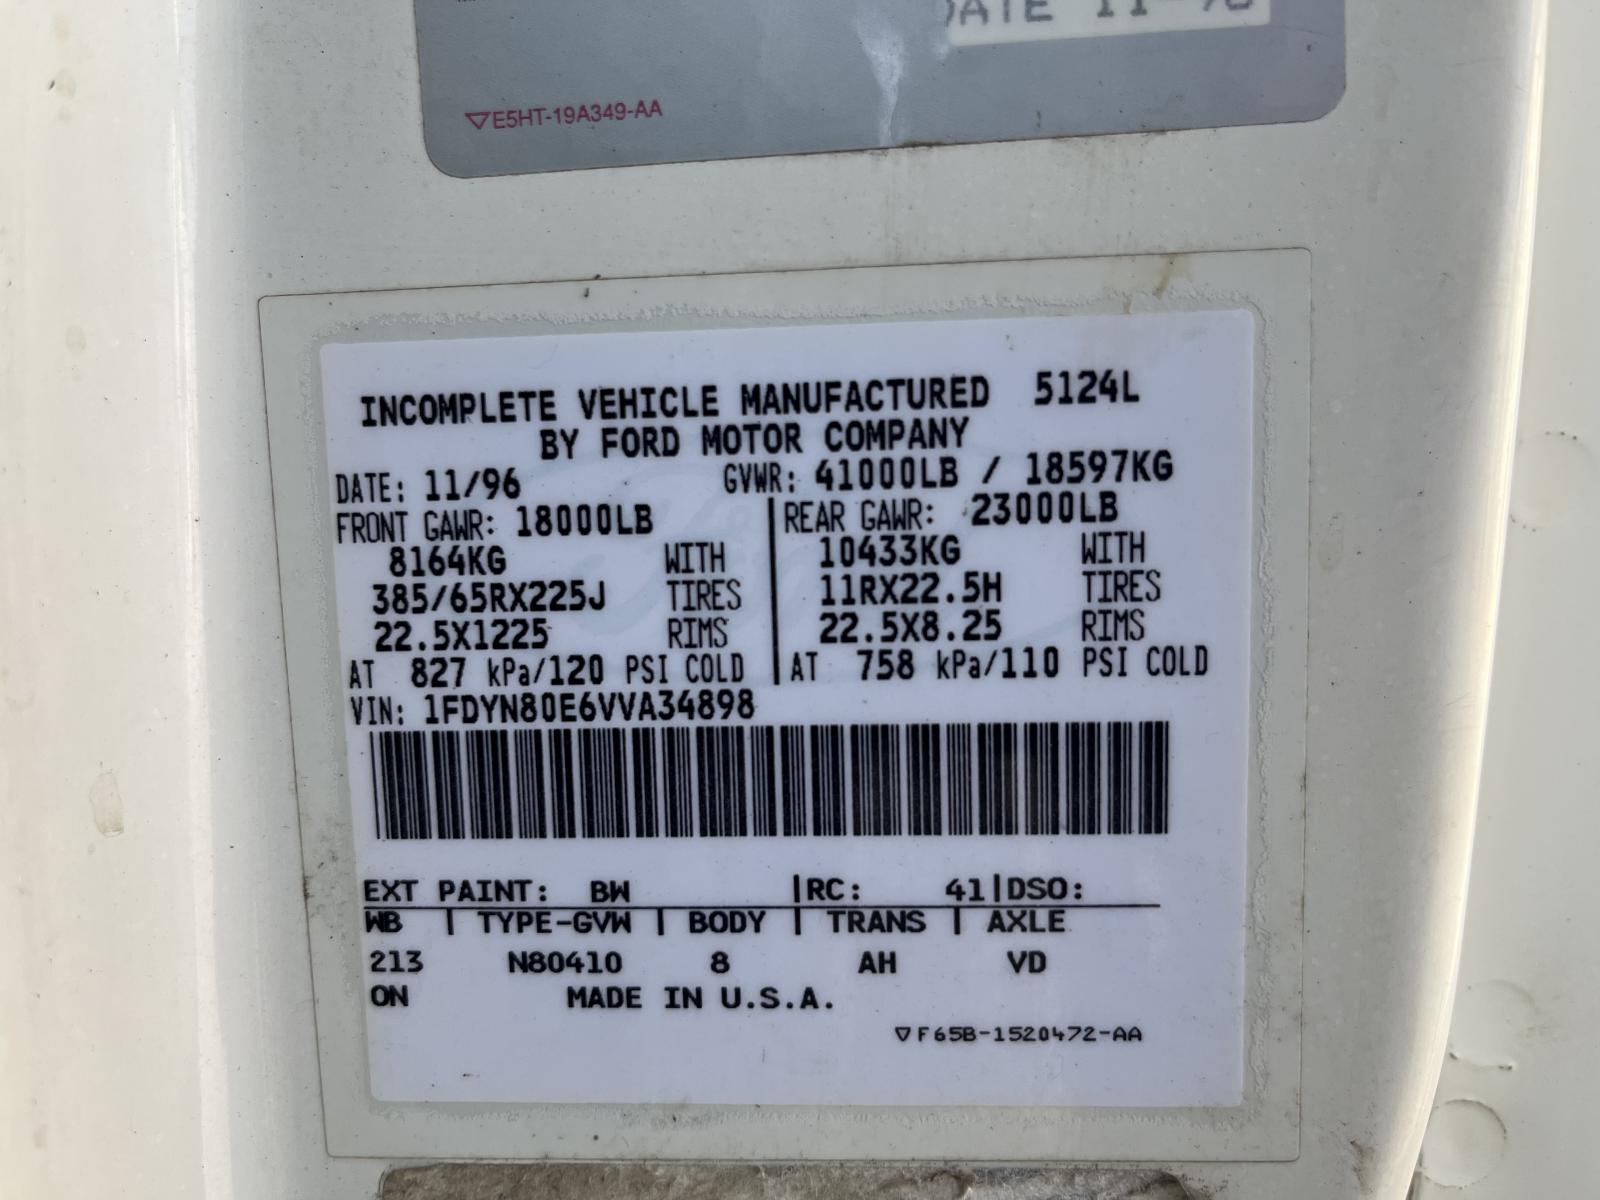 DATE 11-96
E5HT-19A349-AA
INCOMPLETE VEHICLE MANUFACTURED 5124L
BY FORD MOTOR COMPANY
DATE: 11/96 GVWR: 41000LB / 18597KG
FRONT GAWR: 18000LB REAR GAWR: 23000LB
8164KG WITH 10433KG WITH
385/65RX225J TIRES 11RX22.5H TIRES
22.5X1225 RIMS 22.5X8.25 RIMS
AT 827 kPa/120 PSI COLD AT 758 kPa/110 PSI COLD
VIN: 1FDYN80E6VVA34898
EXT PAINT: BW |RC: 41|DSO:
WB | TYPE-GVW | BODY | TRANS | AXLE
213 N80410 8 AH VD
ON MADE IN U.S.A.
F65B-1520472-AA